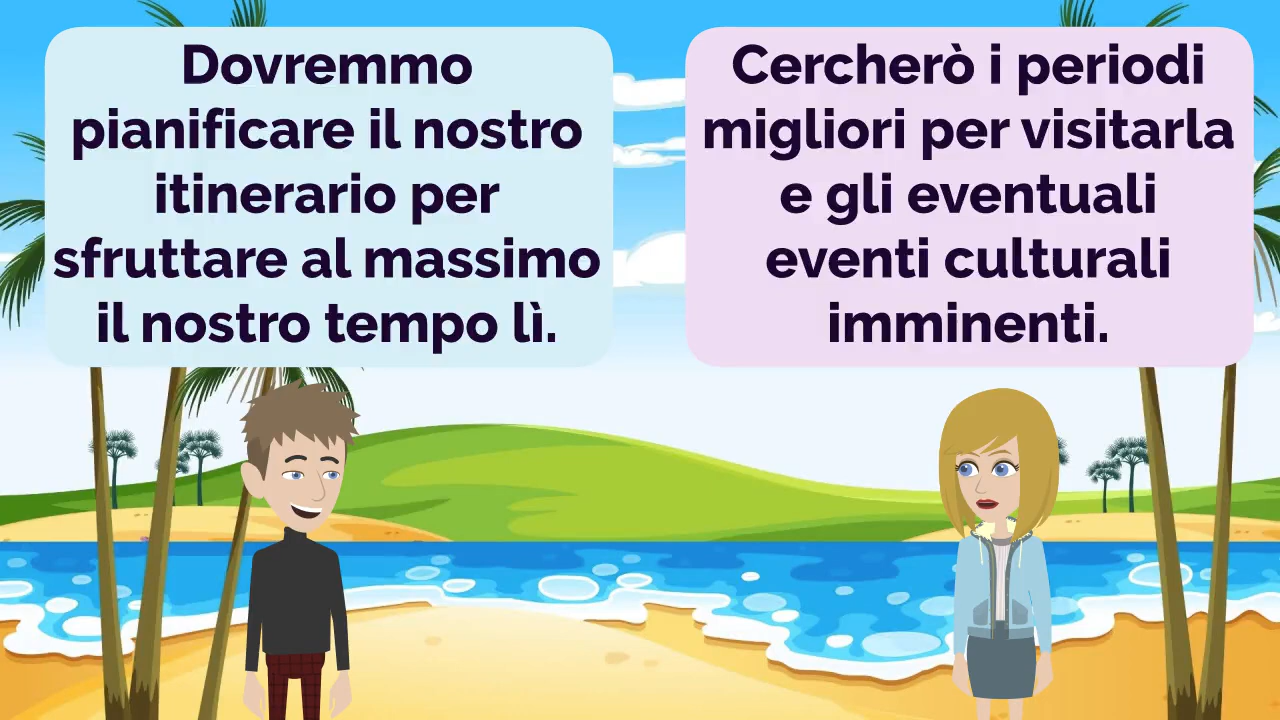 Dovremmo
pianificare il nostro
itinerario per
sfruttare al massimo
il nostro tempo lì.
Cercherò i periodi
migliori per visitarla
e gli eventuali
eventi culturali
imminenti.